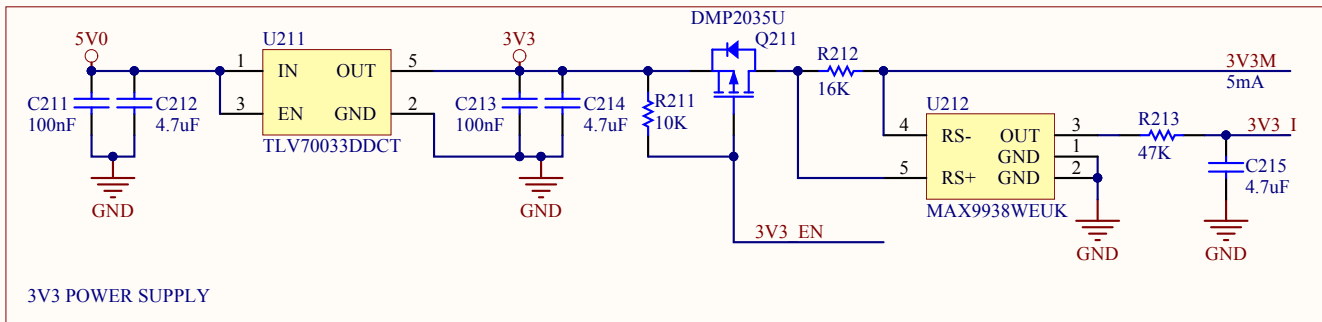 DMP2035U
5V0
U211
3V3
Q211
1
IN
OUT
5
R212
16K
3V3M
5mA
C211
100nF
C212
4.7uF
3
EN
GND
2
TLV70033DDCT
C213
100nF
C214
4.7uF
R211
10K
U212
4
RS-
OUT
3
GND
1
5
RS+
GND
2
MAX9938WEUK
R213
47K
3V3_I
C215
4.7uF
GND
GND
3V3_EN
GND
GND
3V3 POWER SUPPLY